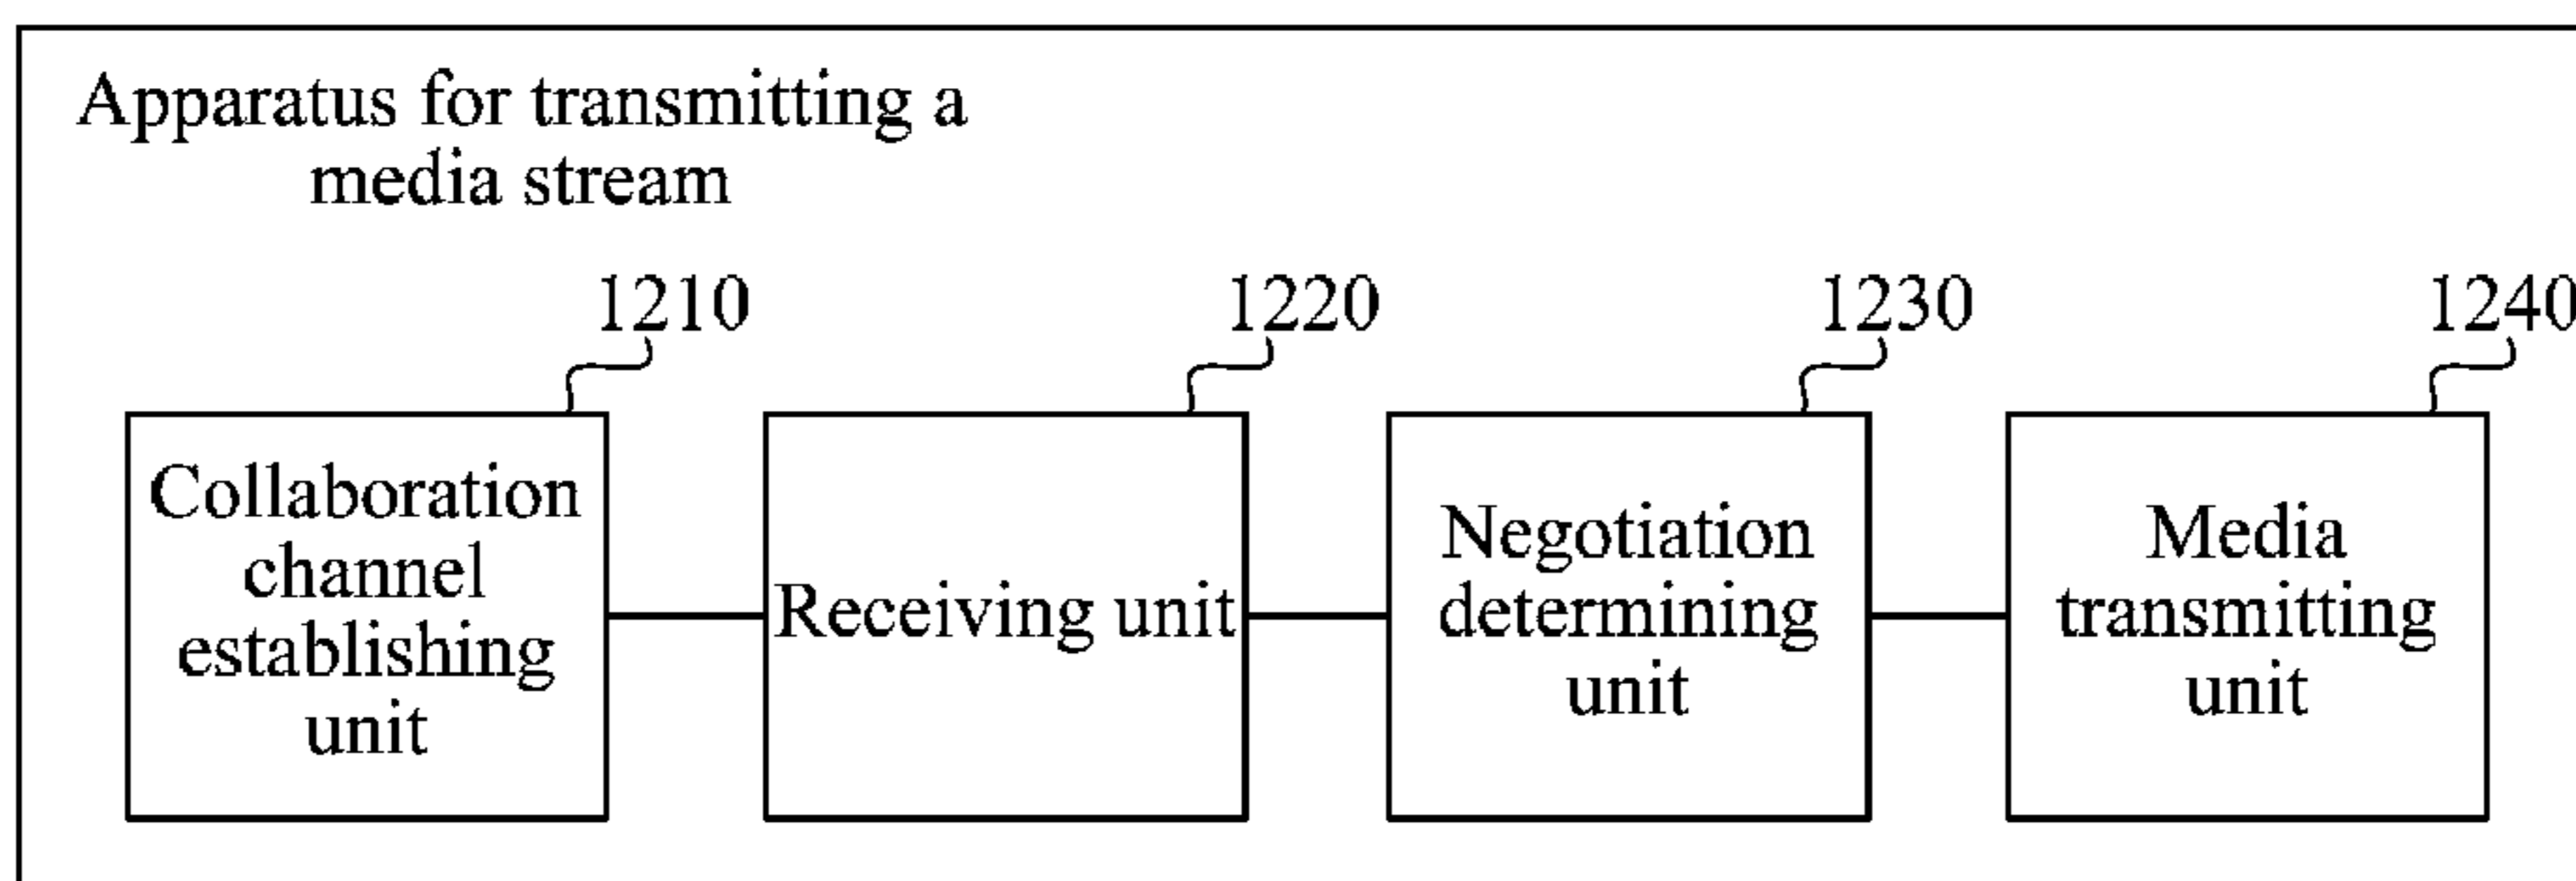 Apparatus for transmitting a
media stream
1210
1220
1230
1240
Collaboration
channel
establishing
unit
Receiving unit
Negotiation
determining
unit
Media
transmitting
unit